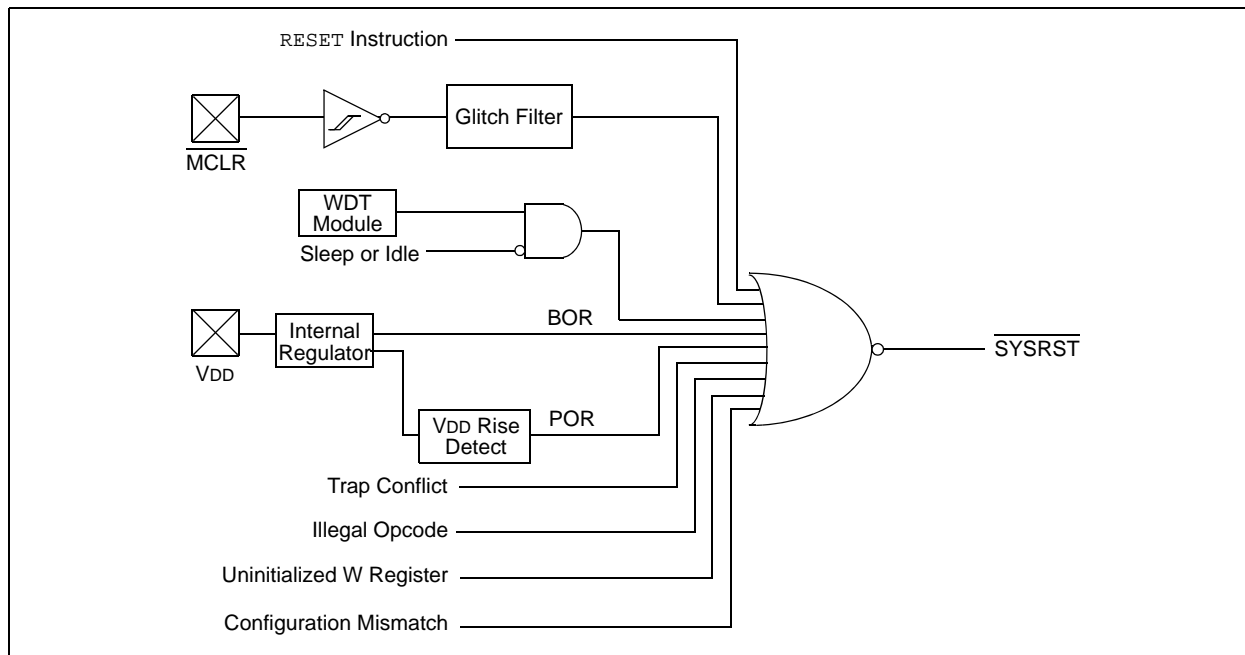 RESET Instruction
Glitch Filter
MCLR
WDT
Module
Sleep or Idle
BOR
Internal
Regulator
SYSRST
VDD
POR
VDD Rise
Detect
Trap Conflict
Illegal Opcode
Uninitialized W Register
Configuration Mismatch